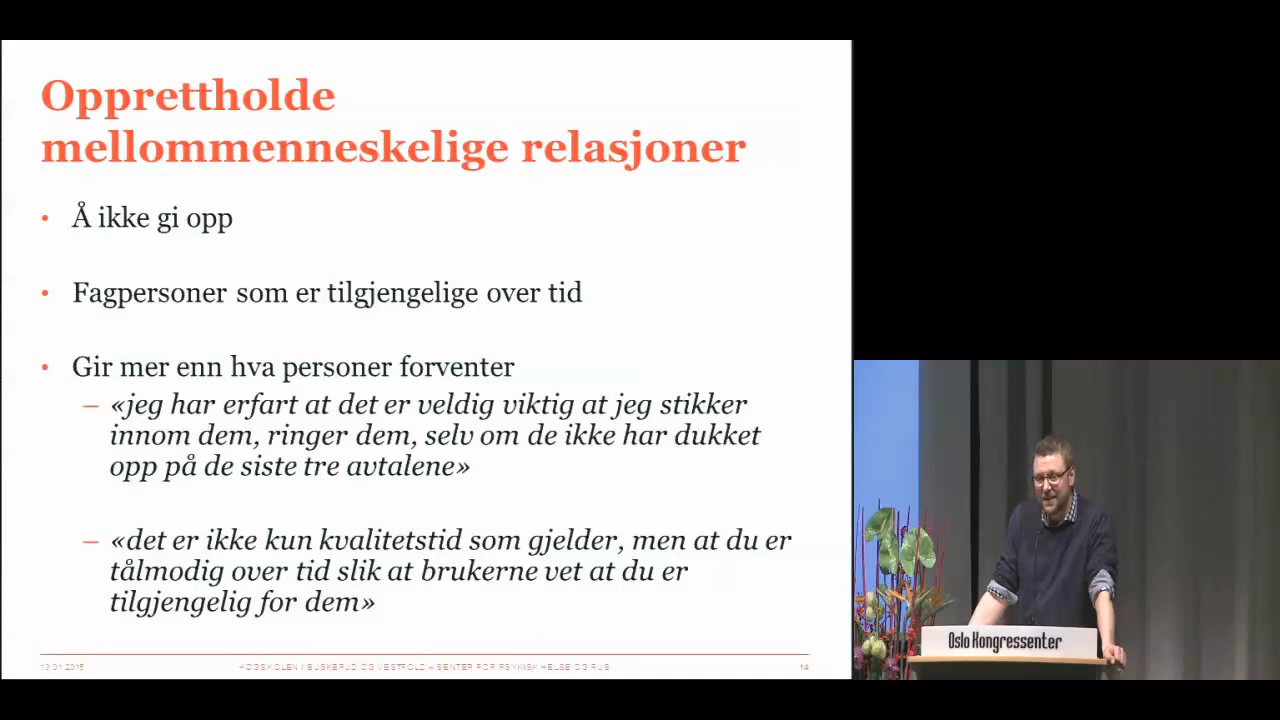 Opprettholde
mellommenneskelige relasjoner
• Å ikke gi opp
• Fagpersoner som er tilgjengelige over tid
• Gir mer enn hva personer forventer
– «jeg har erfart at det er veldig viktig at jeg stikker
innom dem, ringer dem, selv om de ikke har dukket
opp på de siste tre avtalene»
– «det er ikke kun kvalitetstid som gjelder, men at du er
tålmodig over tid slik at brukerne vet at du er
tilgjengelig for dem»
13.01.2015 HØGSKOLEN I BUSKERUD OG VESTFOLD – SENTER FOR PSYKISK HELSE OG RUS 14
Oslo Kongressenter